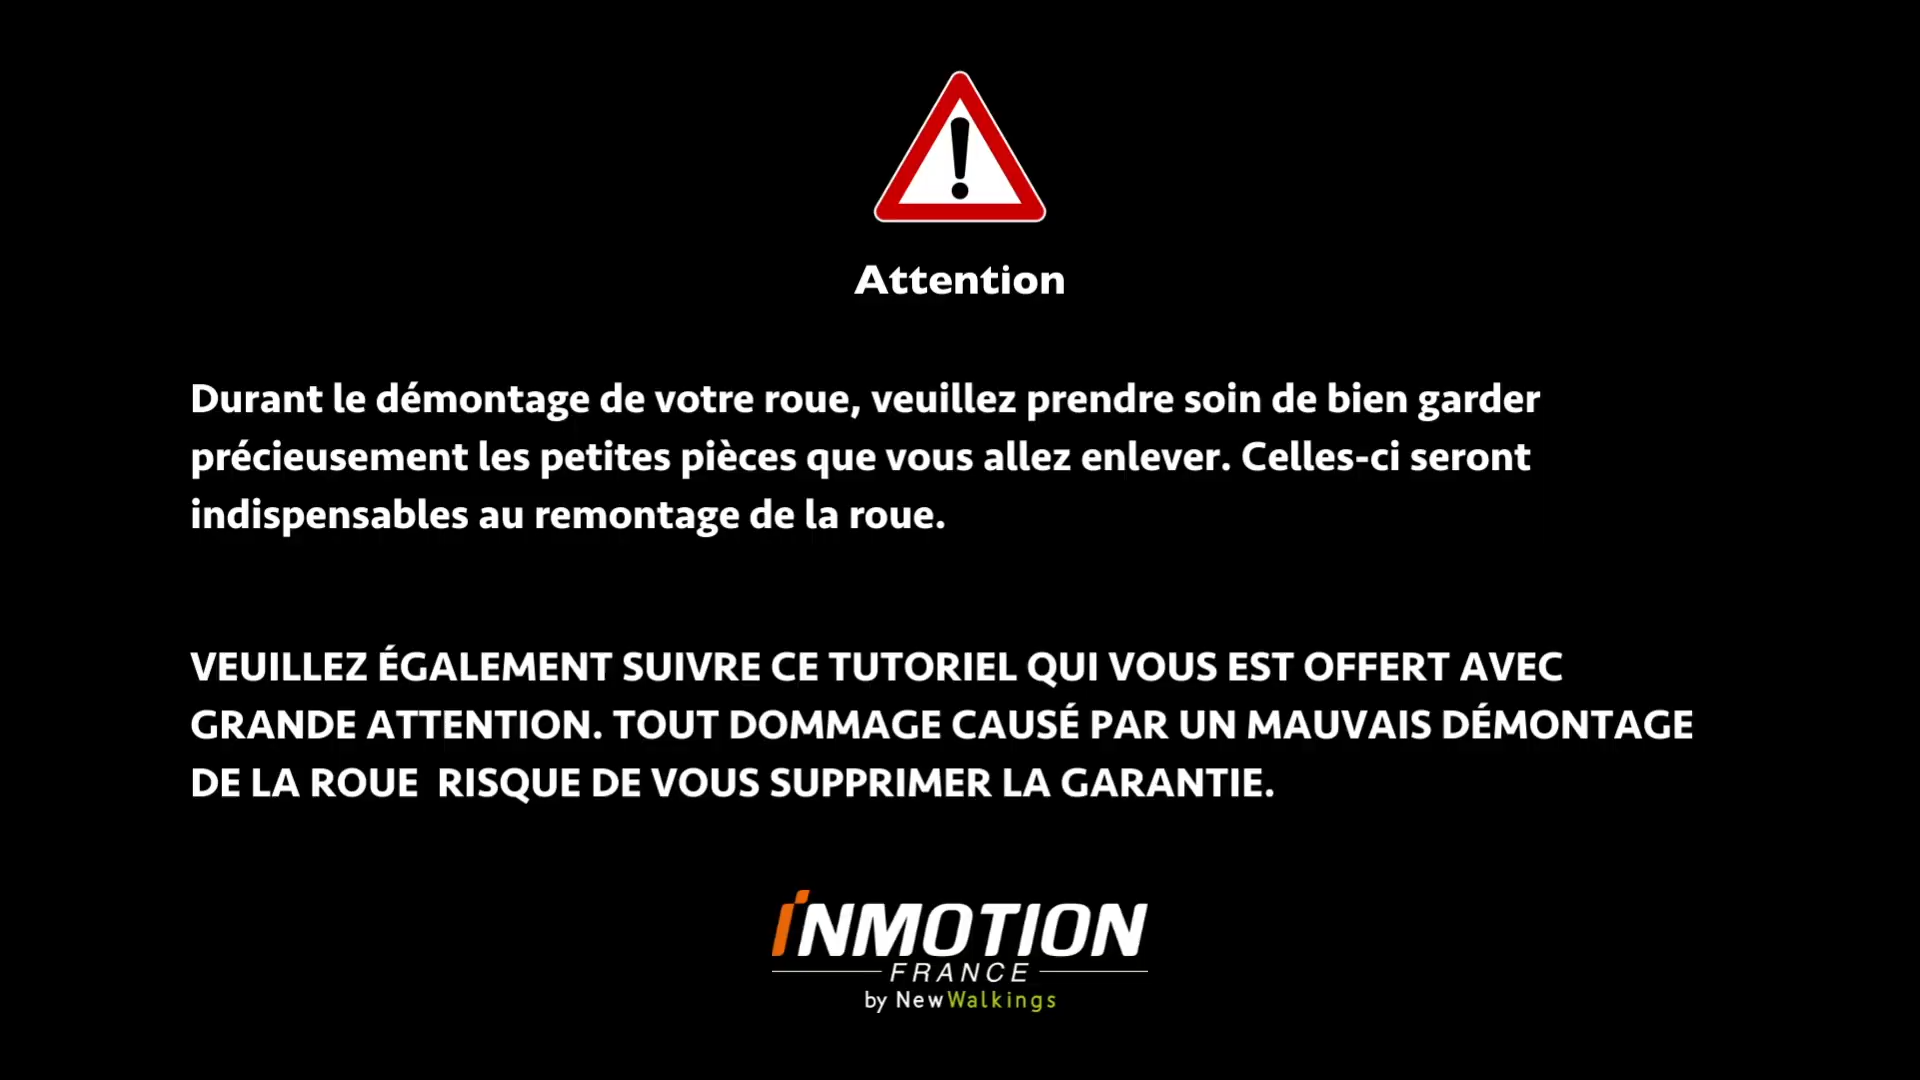 Attention
Durant le démontage de votre roue, veuillez prendre soin de bien garder
précieusement les petites pièces que vous allez enlever. Celles-ci seront
indispensables au remontage de la roue.
VEUILLEZ ÉGALEMENT SUIVRE CE TUTORIEL QUI VOUS EST OFFERT AVEC
GRANDE ATTENTION. TOUT DOMMAGE CAUSÉ PAR UN MAUVAIS DÉMONTAGE
DE LA ROUE  RISQUE DE VOUS SUPPRIMER LA GARANTIE.
iNMOTION
FRANCE
by NewWalkings